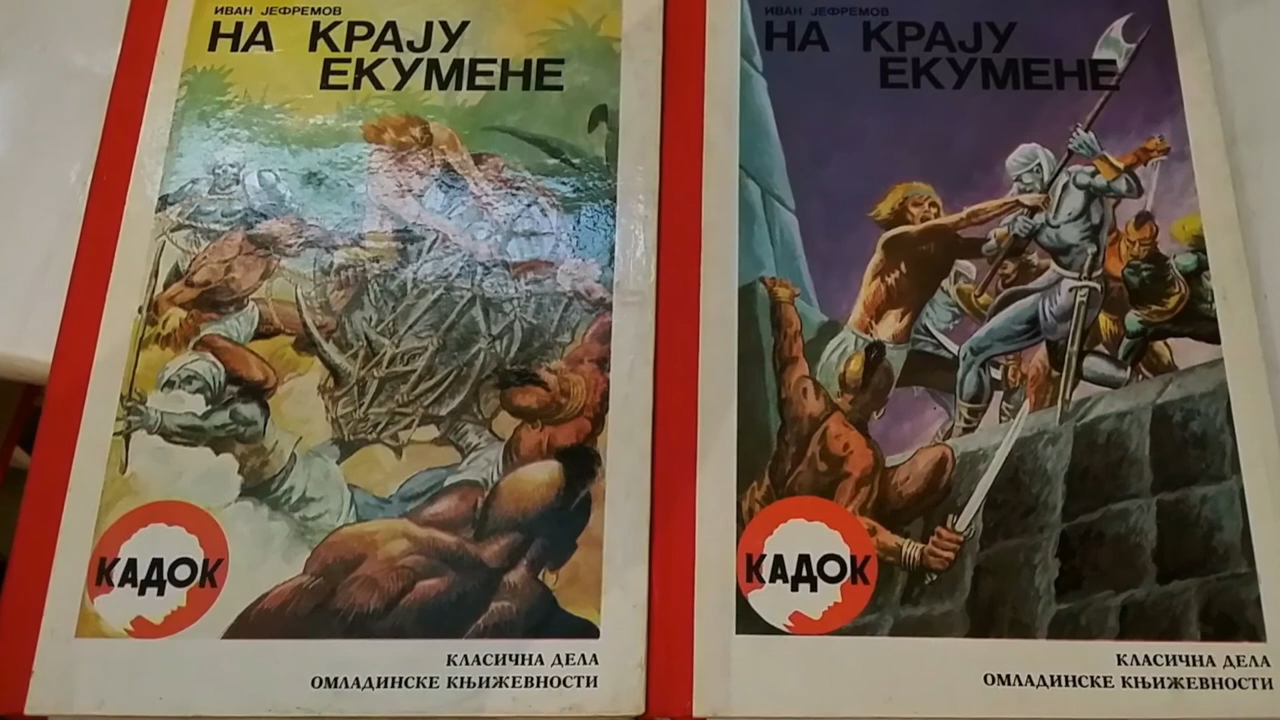 ИВАН ЈЕФРЕМОВ
НА КРАЈУ
ЕКУМЕНЕ
КАДОК
КЛАСИЧНА ДЕЛА
ОМЛАДИНСКЕ КЊИЖЕВНОСТИ
ИВАН ЈЕФРЕМОВ
НА КРАЈУ
ЕКУМЕНЕ
КАДОК
КЛАСИЧНА ДЕЛА
ОМЛАДИНСКЕ КЊИЖЕВНОСТИ